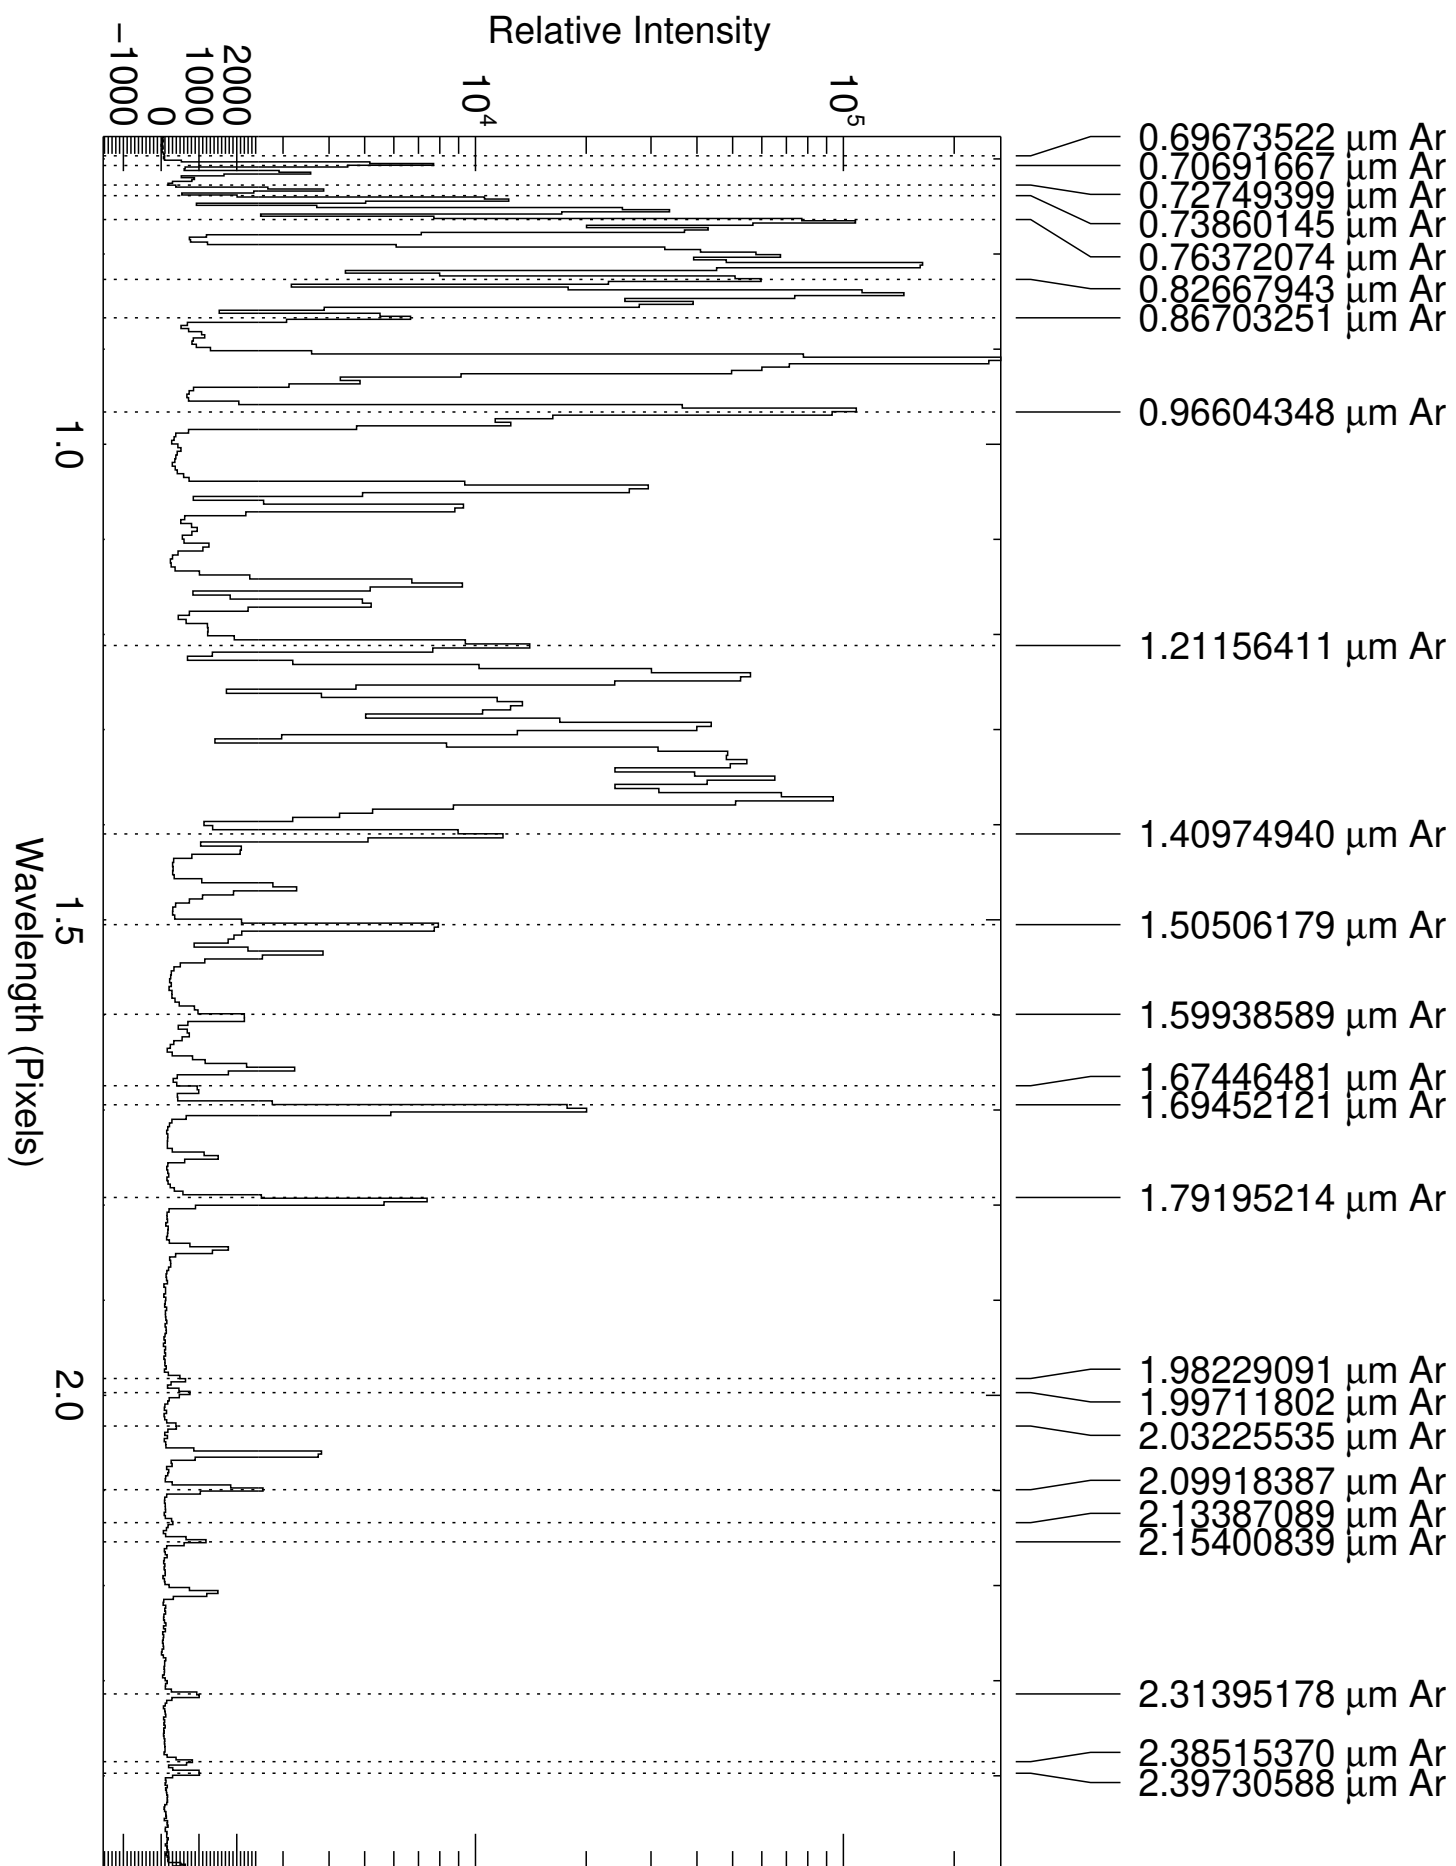 Relative Intensity
−1000
0
1000
2000
10⁴
10⁵
0.69673522 μm Ar
0.70691667 μm Ar
0.72749399 μm Ar
0.73860145 μm Ar
0.76372074 μm Ar
0.82667943 μm Ar
0.86703251 μm Ar
0.96604348 μm Ar
1.21156411 μm Ar
1.40974940 μm Ar
1.50506179 μm Ar
1.59938589 μm Ar
1.67446481 μm Ar
1.69452121 μm Ar
1.79195214 μm Ar
1.98229091 μm Ar
1.99711802 μm Ar
2.03225535 μm Ar
2.09918387 μm Ar
2.13387089 μm Ar
2.15400839 μm Ar
2.31395178 μm Ar
2.38515370 μm Ar
2.39730588 μm Ar
1.0
1.5
2.0
Wavelength (Pixels)